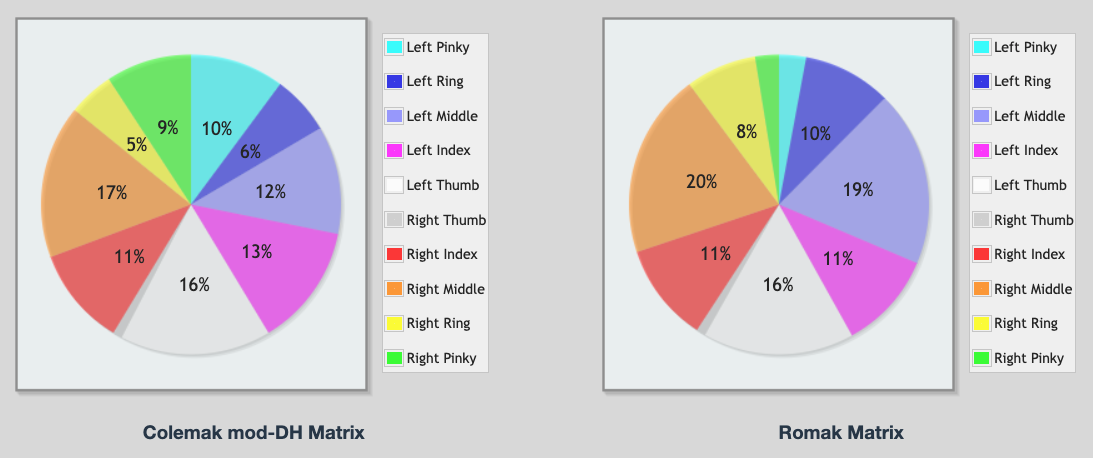 Left Pinky
Left Ring
Left Middle
Left Index
Left Thumb
Right Thumb
Right Index
Right Middle
Right Ring
Right Pinky
9%
10%
5%
6%
17%
12%
11%
13%
16%
Colemak mod-DH Matrix
Left Pinky
Left Ring
Left Middle
Left Index
Left Thumb
Right Thumb
Right Index
Right Middle
Right Ring
Right Pinky
8%
10%
20%
19%
11%
11%
16%
Romak Matrix